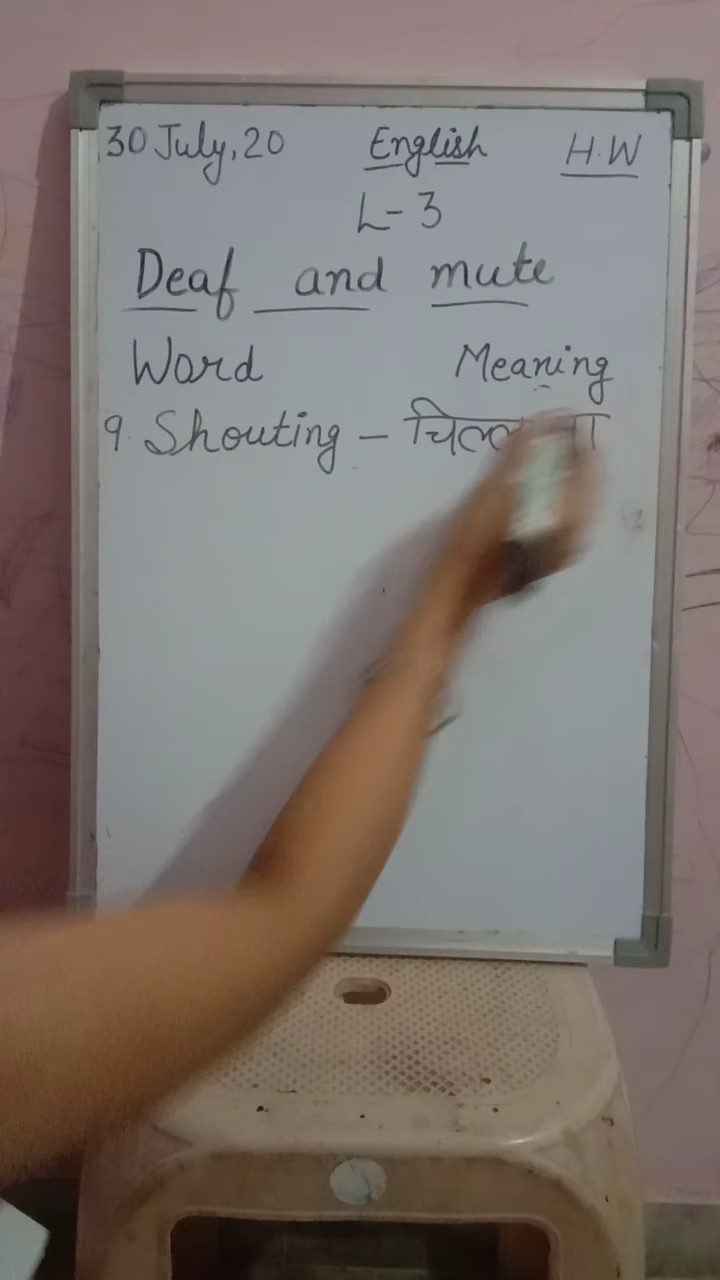 30 July, 20 English H.W
L-3
Deaf and mute
Word Meaning
9. Shouting -